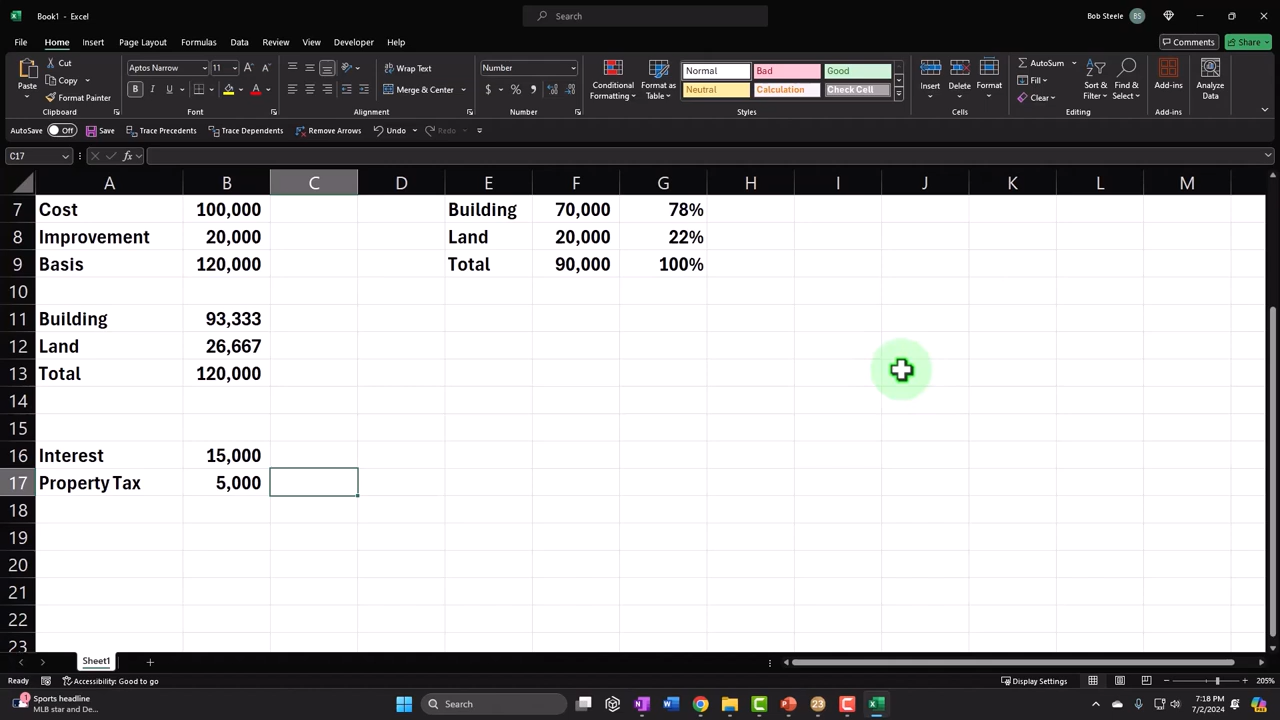 Book1 - Excel
Search
Bob Steele BS
File Home Insert Page Layout Formulas Data Review View Developer Help
Comments Share
Paste
Cut
Copy
Format Painter
Clipboard
Aptos Narrow 11
B I U
Font
Wrap Text
Merge & Center
Alignment
Number
$ % ,
Number
Conditional Formatting
Format as Table
Normal Bad Good
Neutral Calculation Check Cell
Styles
Insert Delete Format
Cells
AutoSum
Fill
Clear
Sort & Filter
Find & Select
Editing
Add-ins
Add-ins
Analyze Data
AutoSave Off Save Trace Precedents Trace Dependents Remove Arrows Undo Redo
C17 fx
A B C D E F G H I J K L M
7 Cost 100,000 Building 70,000 78%
8 Improvement 20,000 Land 20,000 22%
9 Basis 120,000 Total 90,000 100%
10
11 Building 93,333
12 Land 26,667
13 Total 120,000
14
15
16 Interest 15,000
17 Property Tax 5,000
18
19
20
21
22
23
Sheet1
Ready Accessibility: Good to go Display Settings 205%
1 Sports headline
MLB star and De...
Search
23
7:18 PM
7/2/2024